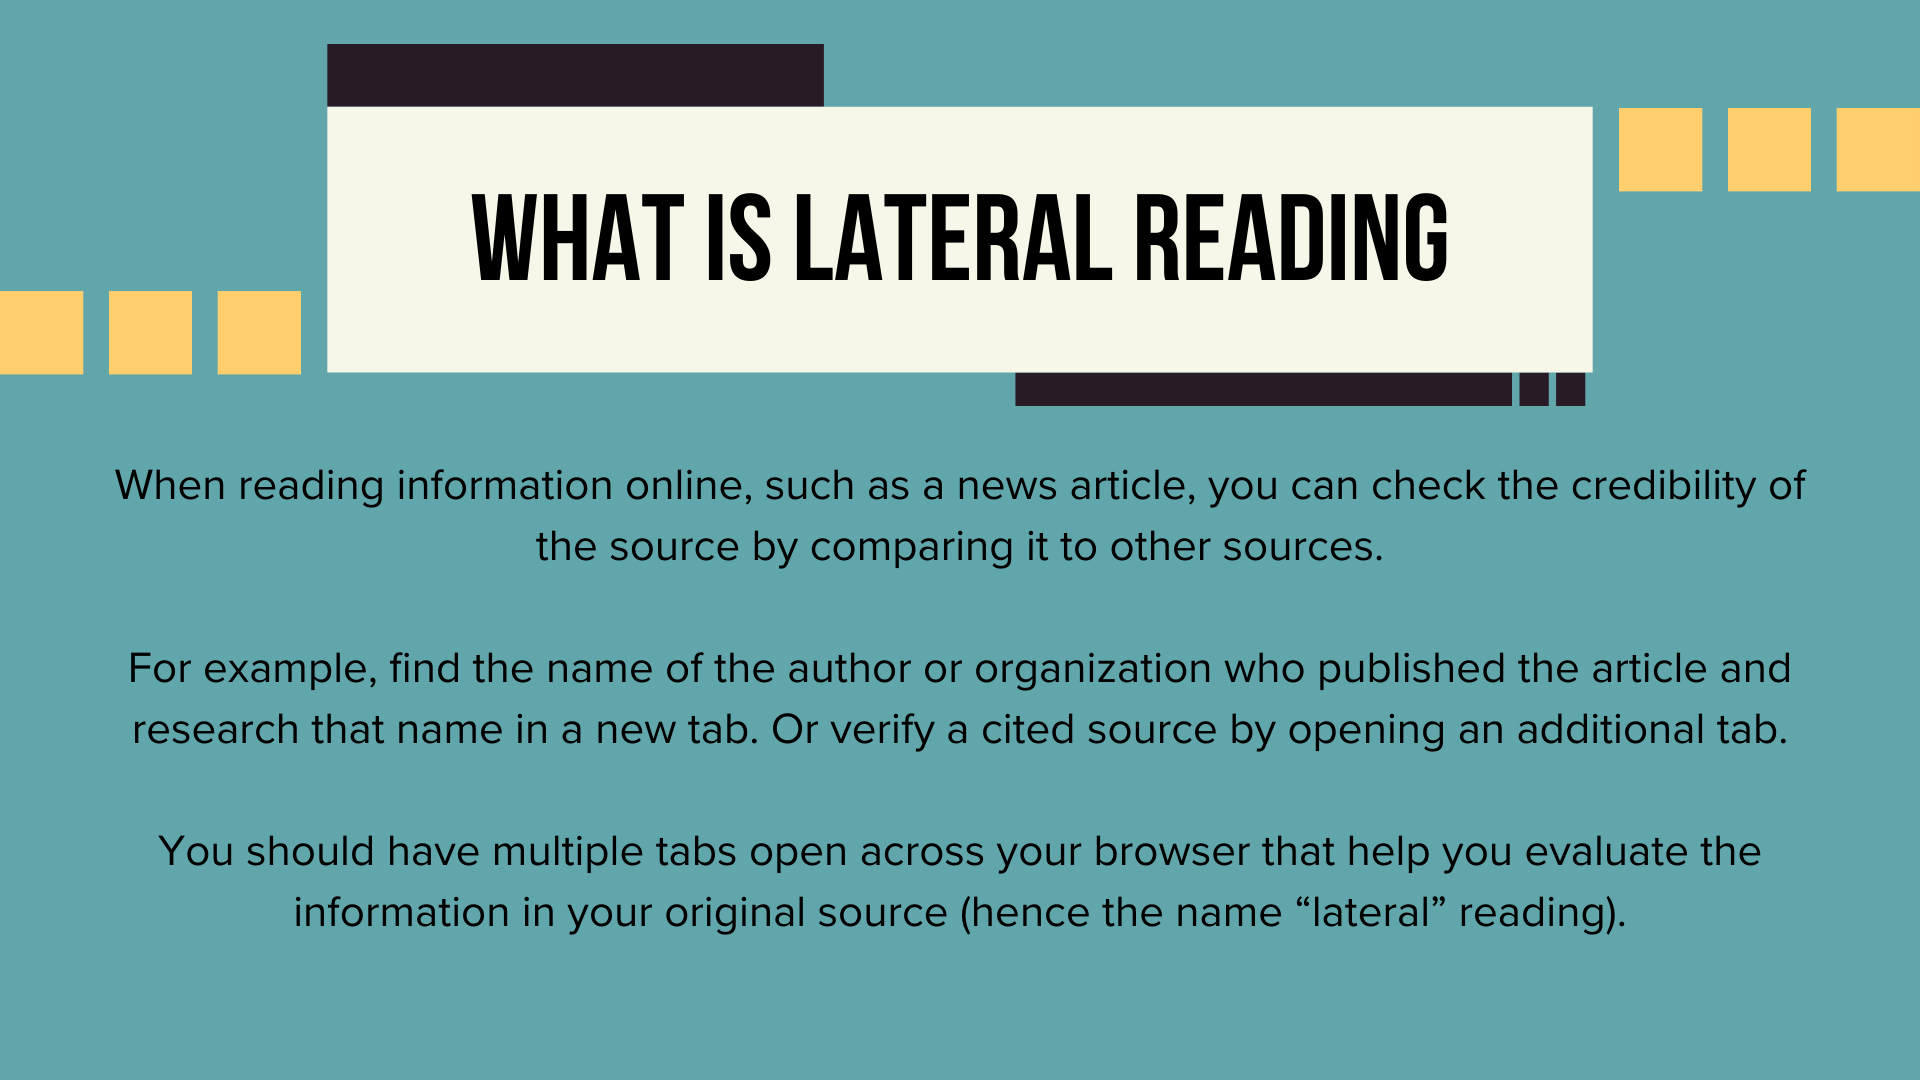 WHAT IS LATERAL READING
When reading information online, such as a news article, you can check the credibility of
the source by comparing it to other sources.
For example, find the name of the author or organization who published the article and
research that name in a new tab. Or verify a cited source by opening an additional tab.
You should have multiple tabs open across your browser that help you evaluate the
information in your original source (hence the name “lateral” reading).